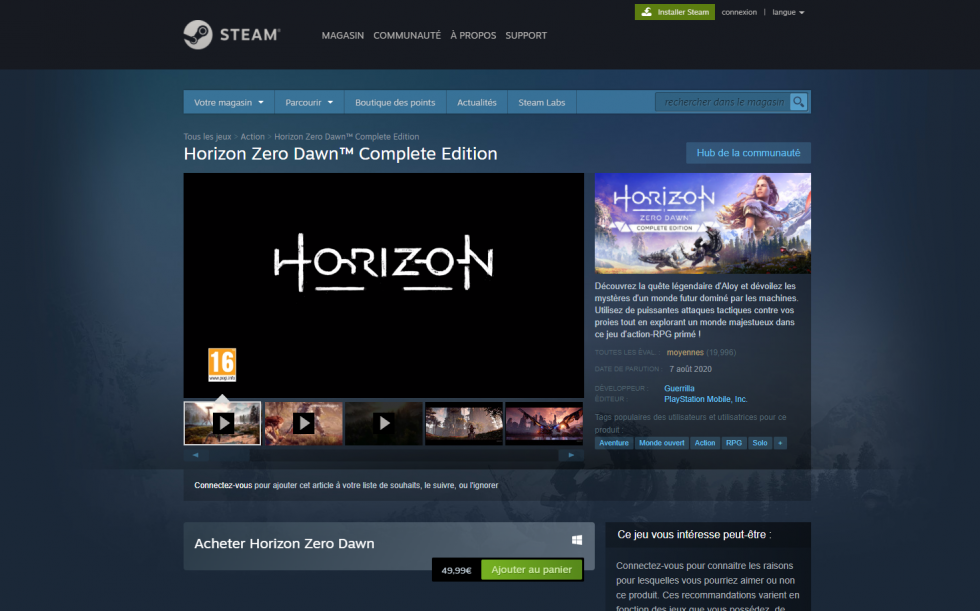 Installer Steam connexion | langue
STEAM®
MAGASIN COMMUNAUTÉ À PROPOS SUPPORT
Votre magasin Parcourir Boutique des points Actualités Steam Labs rechercher dans le magasin
Tous les jeux > Action > Horizon Zero Dawn™ Complete Edition
Horizon Zero Dawn™ Complete Edition
Hub de la communauté
HORIZON
16
www.pegi.info
HORIZON
ZERO DAWN™
COMPLETE EDITION
Découvrez la quête légendaire d'Aloy et dévoilez les
mystères d'un monde futur dominé par les machines.
Utilisez de puissantes attaques tactiques contre vos
proies tout en explorant un monde majestueux dans
ce jeu d'action-RPG primé !
TOUTES LES ÉVAL. : moyennes (19,996)
DATE DE PARUTION : 7 août 2020
DÉVELOPPEUR : Guerrilla
ÉDITEUR : PlayStation Mobile, Inc.
Tags populaires des utilisateurs et utilisatrices pour ce
produit :
Aventure Monde ouvert Action RPG Solo +
Connectez-vous pour ajouter cet article à votre liste de souhaits, le suivre, ou l'ignorer
Acheter Horizon Zero Dawn
49,99€ Ajouter au panier
Ce jeu vous intéresse peut-être :
Connectez-vous pour connaitre les raisons
pour lesquelles vous pourriez aimer ou non
ce produit. Ces recommandations varient en
fonction des jeux que vous possédez, de